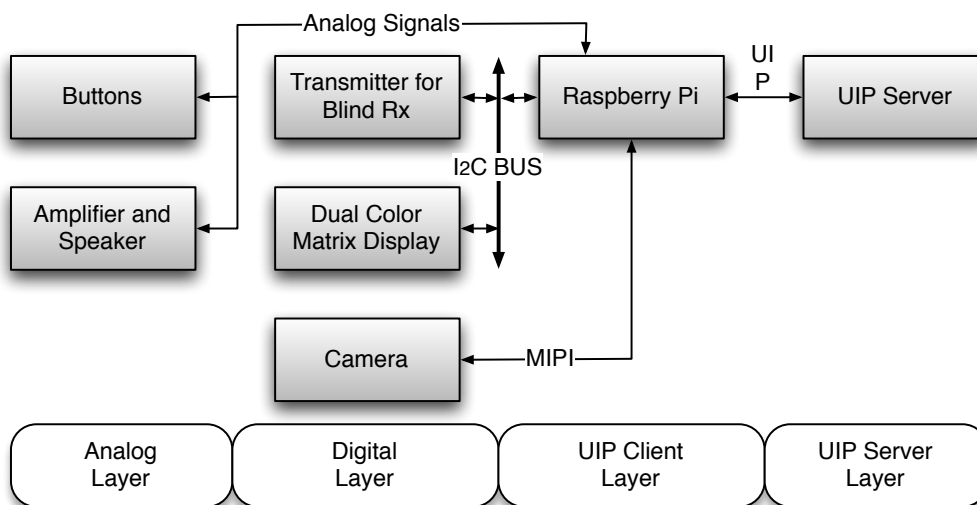 Analog Signals
Buttons
Transmitter for
Blind Rx
Raspberry Pi
UI
P
UIP Server
I2C BUS
Amplifier and
Speaker
Dual Color
Matrix Display
Camera
MIPI
Analog
Layer
Digital
Layer
UIP Client
Layer
UIP Server
Layer